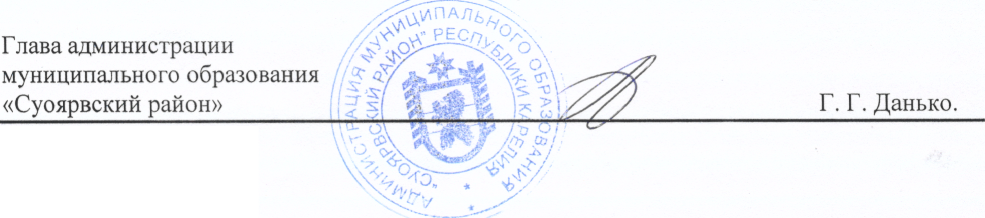 Глава администрации
муниципального образования
«Суоярвский район»
Г. Г. Данько.
АДМИНИСТРАЦИЯ МУНИЦИПАЛЬНОГО ОБРАЗОВАНИЯ
"СУОЯРВСКИЙ РАЙОН" РЕСПУБЛИКИ КАРЕЛИЯ